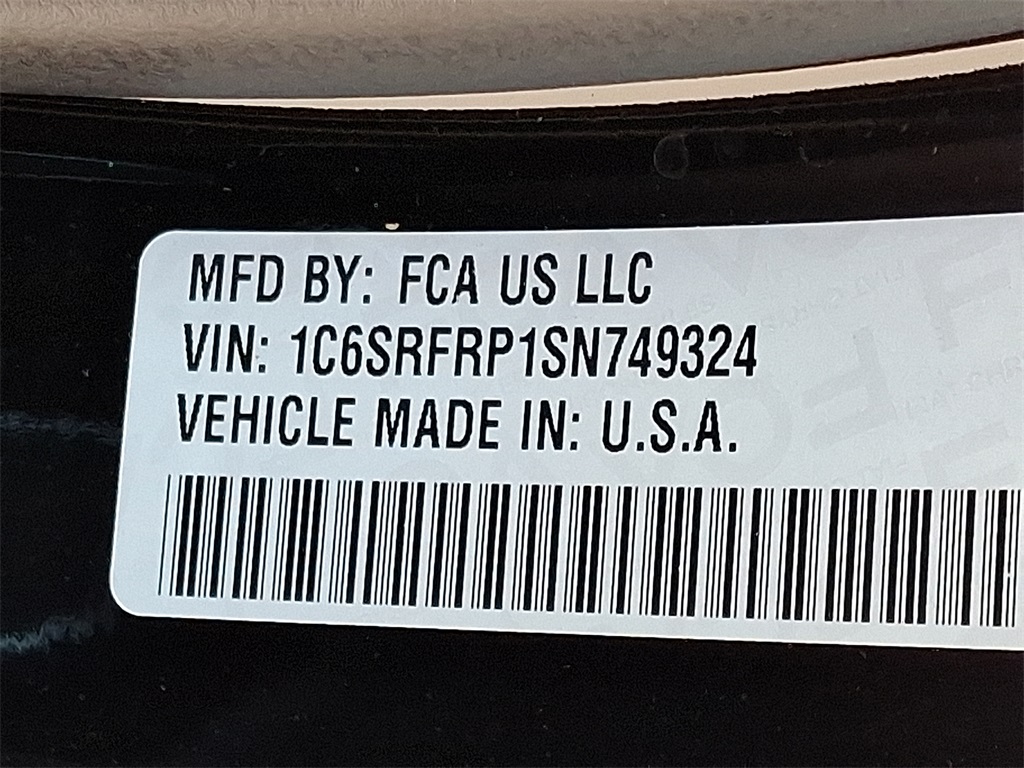 MFD BY: FCA US LLC
VIN: 1C6SRFRP1SN749324
VEHICLE MADE IN: U.S.A.